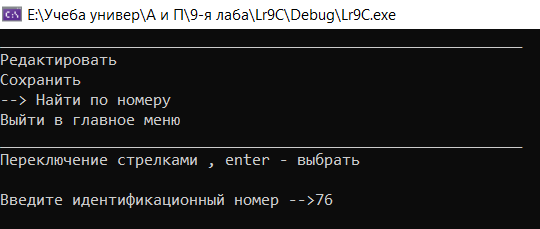 E:\Учеба универ\А и П\9-я лаба\Lr9C\Debug\Lr9C.exe
Редактировать
Сохранить
--> Найти по номеру
Выйти в главное меню
Переключение стрелками , enter - выбрать
Введите идентификационный номер -->76